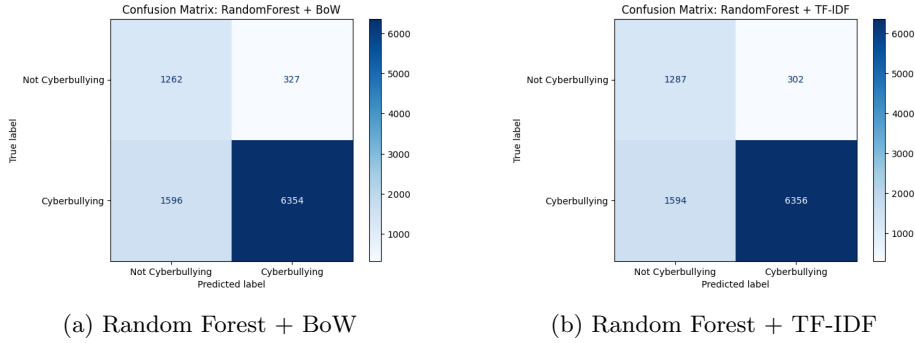 Confusion Matrix: RandomForest + BoW
Not Cyberbullying
Cyberbullying
True label
1262 327
1596 6354
6000
5000
4000
3000
2000
1000
Not Cyberbullying Cyberbullying
Predicted label
(a) Random Forest + BoW
Confusion Matrix: RandomForest + TF-IDF
Not Cyberbullying
Cyberbullying
True label
1287 302
1594 6356
6000
5000
4000
3000
2000
1000
Not Cyberbullying Cyberbullying
Predicted label
(b) Random Forest + TF-IDF